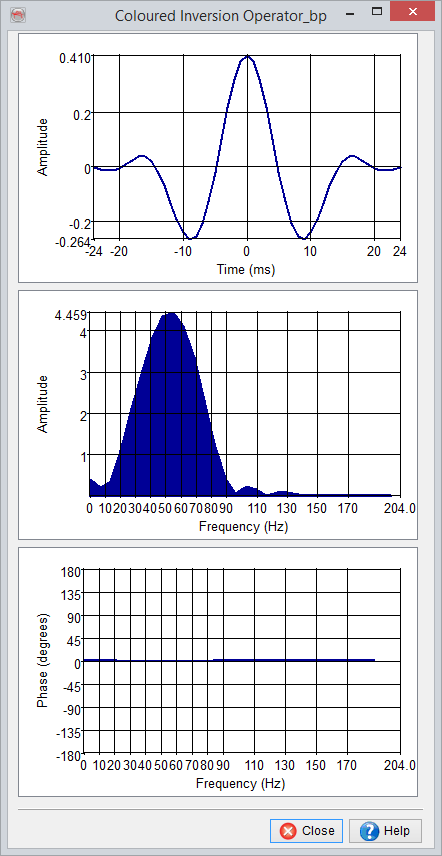 Coloured Inversion Operator_bp
0.410
0.2
0
-0.2
-0.264
Amplitude
-24 -20 -10 0 10 20 24
Time (ms)
4.459
4
3
2
1
Amplitude
0 10 20 30 40 50 60 70 80 90 110 130 150 170 204.0
Frequency (Hz)
180
135
90
45
0
-45
-90
-135
-180
Phase (degrees)
0 10 20 30 40 50 60 70 80 90 110 130 150 170 204.0
Frequency (Hz)
Close Help